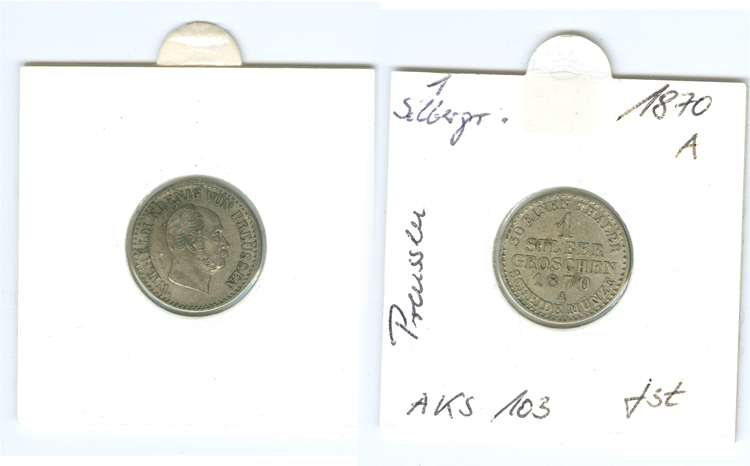 WILHELM KOENIG VON PREUSSEN
1
Silbergr.
1870
A
Preussen
30 EINEN THALER
1
SILBER
GROSCHEN
1870
A
SCHEIDE MÜNZE
AKS 103
fst